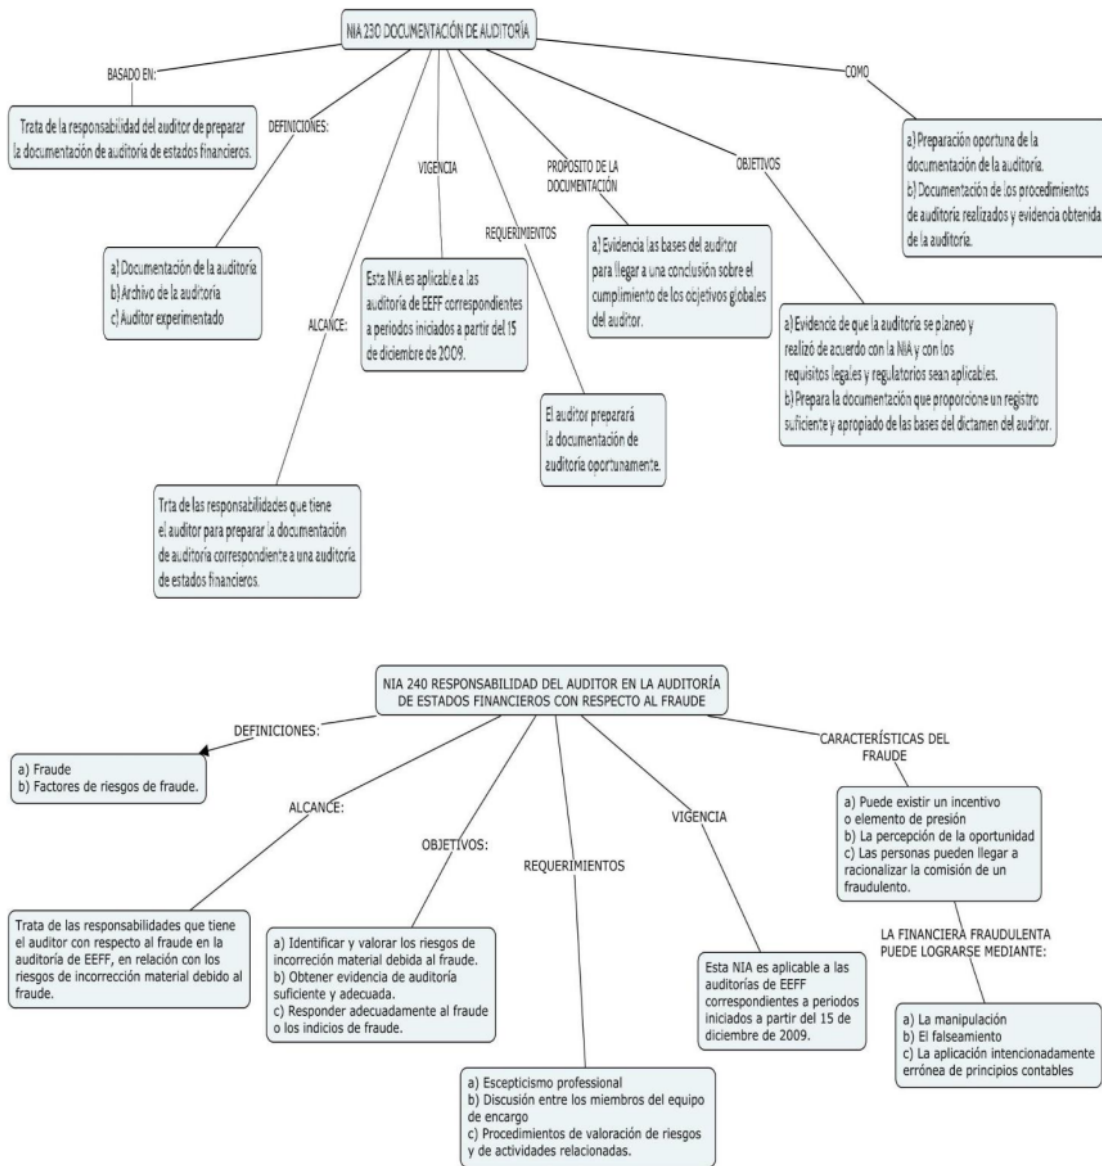 NIA 230 DOCUMENTACIÓN DE AUDITORÍA
BASADO EN:
Trata de la responsabilidad del auditor de preparar
la documentación de auditoría de estados financieros.
DEFINICIONES:
a) Documentación de la auditoría
b) Archivo de la auditoria
c) Auditor experimentado
ALCANCE:
Trta de las responsabilidades que tiene
el auditor para preparar la documentación
de auditoría correspondiente a una auditoría
de estados financieros.
VIGENCIA
Esta NIA es aplicable a las
auditoría de EEFF correspondientes
a periodos iniciados a partir del 15
de diciembre de 2009.
REQUERIMIENTOS
El auditor preparará
la documentación de
auditoría oportunamente.
PROPOSITO DE LA
DOCUMENTACIÓN
a) Evidencia las bases del auditor
para llegar a una conclusión sobre el
cumplimiento de los objetivos globales
del auditor.
OBJETIVOS
a) Evidencia de que la auditoria se planeo y
realizó de acuerdo con la NIA y con los
requisitos legales y regulatorios sean aplicables.
b) Prepara la documentación que proporcione un registro
suficiente y apropiado de las bases del dictamen del auditor.
COMO
a) Preparación oportuna de la
documentación de la auditoría.
b) Documentación de los procedimientos
de auditoría realizados y evidencia obtenida
de la auditoría.
NIA 240 RESPONSABILIDAD DEL AUDITOR EN LA AUDITORÍA
DE ESTADOS FINANCIEROS CON RESPECTO AL FRAUDE
DEFINICIONES:
a) Fraude
b) Factores de riesgos de fraude.
ALCANCE:
Trata de las responsabilidades que tiene
el auditor con respecto al fraude en la
auditoría de EEFF, en relación con los
riesgos de incorrección material debido al
fraude.
OBJETIVOS:
a) Identificar y valorar los riesgos de
incorreción material debida al fraude.
b) Obtener evidencia de auditoría
suficiente y adecuada.
c) Responder adecuadamente al fraude
o los indicios de fraude.
REQUERIMIENTOS
a) Escepticismo professional
b) Discusión entre los miembros del equipo
de encargo
c) Procedimientos de valoración de riesgos
y de actividades relacionadas.
VIGENCIA
Esta NIA es aplicable a las
auditorías de EEFF
correspondientes a periodos
iniciados a partir del 15 de
diciembre de 2009.
CARACTERÍSTICAS DEL
FRAUDE
a) Puede existir un incentivo
o elemento de presión
b) La percepción de la oportunidad
c) Las personas pueden llegar a
racionalizar la comisión de un
fraudulento.
LA FINANCIERA FRAUDULENTA
PUEDE LOGRARSE MEDIANTE:
a) La manipulación
b) El falseamiento
c) La aplicación intencionadamente
errónea de principios contables